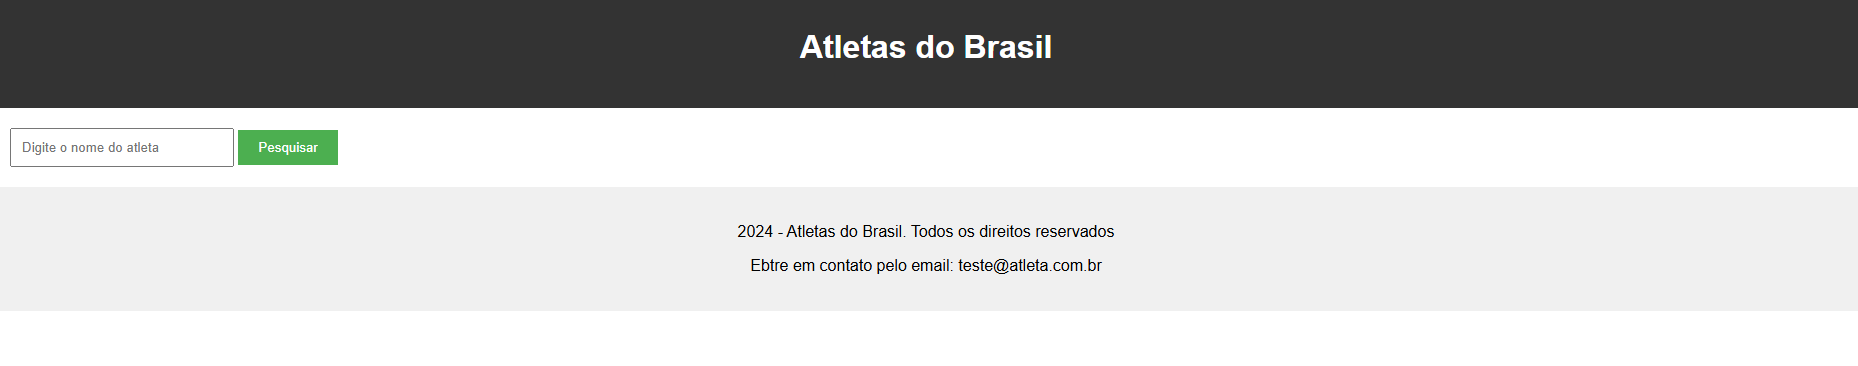 Atletas do Brasil
Digite o nome do atleta
Pesquisar
2024 - Atletas do Brasil. Todos os direitos reservados
Ebtre em contato pelo email: teste@atleta.com.br